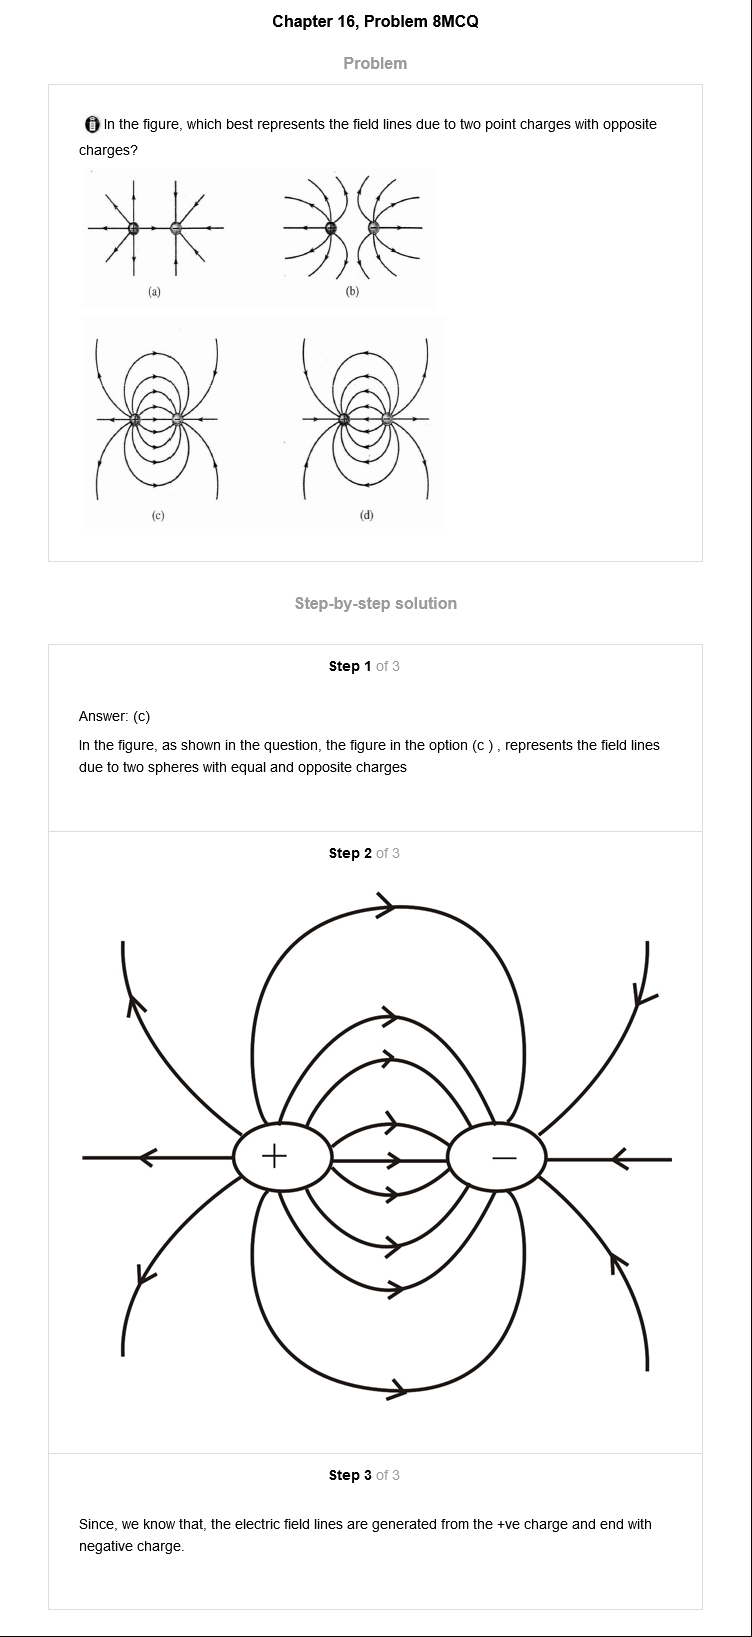 Chapter 16, Problem 8MCQ
Problem
In the figure, which best represents the field lines due to two point charges with opposite
charges?
(a)
(b)
(c)
(d)
Step-by-step solution
Step 1 of 3
Answer: (c)
In the figure, as shown in the question, the figure in the option (c ) , represents the field lines
due to two spheres with equal and opposite charges
Step 2 of 3
+
−
Step 3 of 3
Since, we know that, the electric field lines are generated from the +ve charge and end with
negative charge.